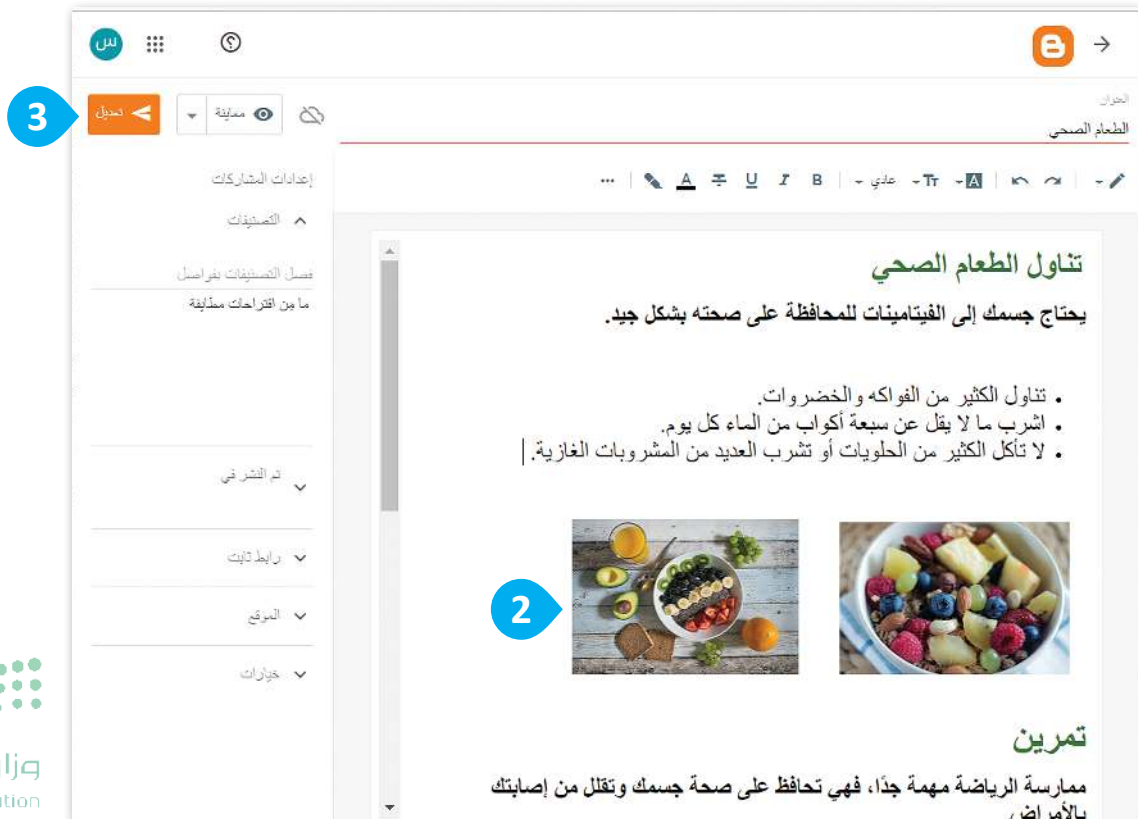 س
3
تعديل
معاينة
العنوان
الطعام الصحي
عادي
B I U A
إعدادات المشاركات
التصنيفات
فصل التصنيفات بفواصل
ما من اقتراحات مطابقة
تم النشر في
رابط ثابت
الموقع
خيارات
تناول الطعام الصحي
يحتاج جسمك إلى الفيتامينات للمحافظة على صحته بشكل جيد.
• تناول الكثير من الفواكه والخضروات.
• اشرب ما لا يقل عن سبعة أكواب من الماء كل يوم.
• لا تأكل الكثير من الحلويات أو تشرب العديد من المشروبات الغازية.
2
تمرين
ممارسة الرياضة مهمة جدًا، فهي تحافظ على صحة جسمك وتقلل من إصابتك
بالأمراض